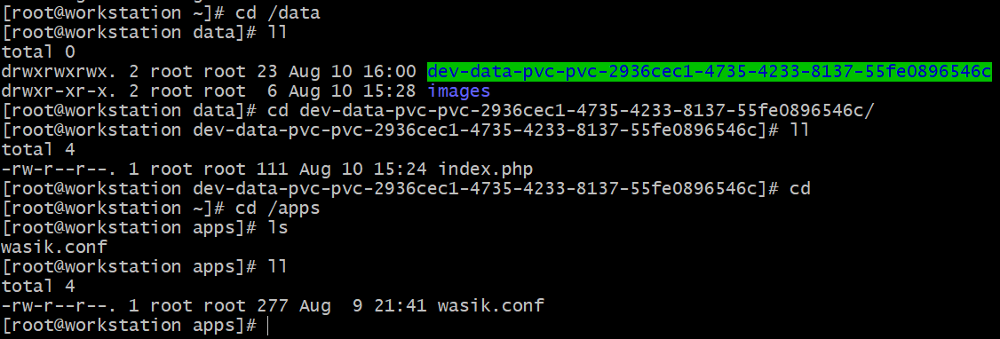 [root@workstation ~]# cd /data
[root@workstation data]# ll
total 0
drwxrwxrwx. 2 root root 23 Aug 10 16:00 dev-data-pvc-pvc-2936cec1-4735-4233-8137-55fe0896546c
drwxr-xr-x. 2 root root  6 Aug 10 15:28 images
[root@workstation data]# cd dev-data-pvc-pvc-2936cec1-4735-4233-8137-55fe0896546c/
[root@workstation dev-data-pvc-pvc-2936cec1-4735-4233-8137-55fe0896546c]# ll
total 4
-rw-r--r--. 1 root root 111 Aug 10 15:24 index.php
[root@workstation dev-data-pvc-pvc-2936cec1-4735-4233-8137-55fe0896546c]# cd
[root@workstation ~]# cd /apps
[root@workstation apps]# ls
wasik.conf
[root@workstation apps]# ll
total 4
-rw-r--r--. 1 root root 277 Aug  9 21:41 wasik.conf
[root@workstation apps]#